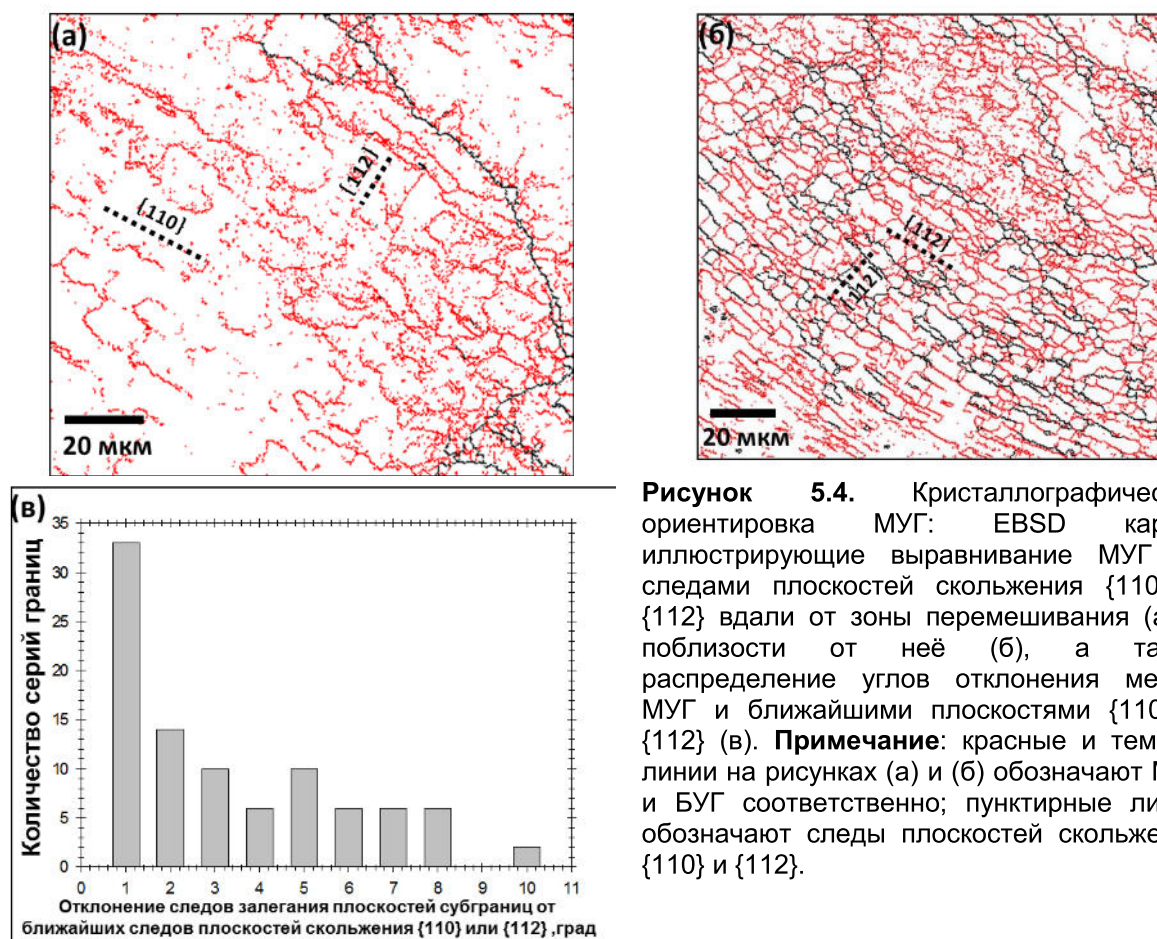 (а)
{112}
{110}
20 мкм
(б)
{112}
{112}
20 мкм
(в)
Количество серий границ
35
30
25
20
15
10
5
0
0 1 2 3 4 5 6 7 8 9 10 11
Отклонение следов залегания плоскостей субграниц от
ближайших следов плоскостей скольжения {110} или {112} ,град
Рисунок 5.4. Кристаллографичес
ориентировка МУГ: EBSD кар
иллюстрирующие выравнивание МУГ
следами плоскостей скольжения {110
{112} вдали от зоны перемешивания (а
поблизости от неё (б), а та
распределение углов отклонения ме
МУГ и ближайшими плоскостями {110
{112} (в). Примечание: красные и тем
линии на рисунках (а) и (б) обозначают
и БУГ соответственно; пунктирные ли
обозначают следы плоскостей скольже
{110} и {112}.